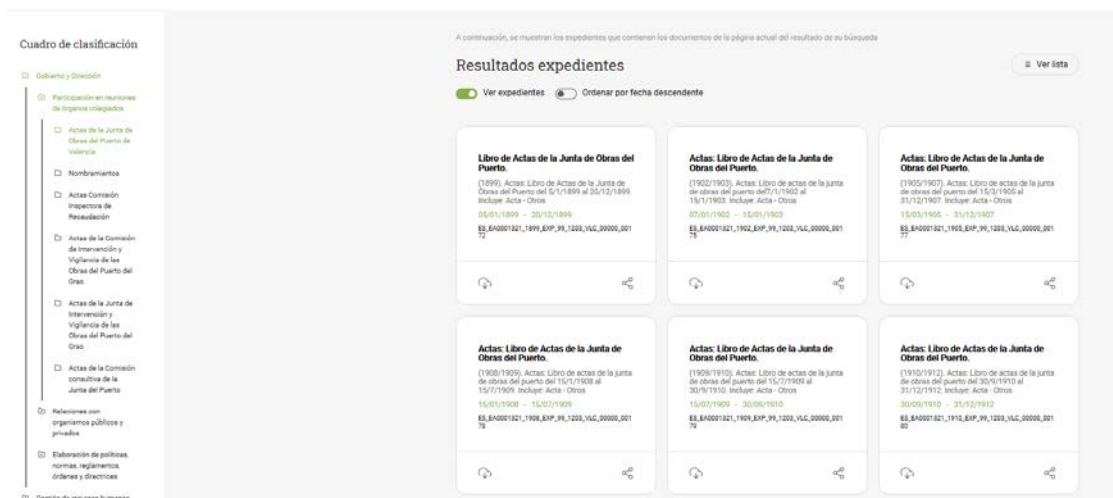 Cuadro de clasificación
Gobierno y Dirección
Participación en reuniones
de órganos colegiados
Actas de la Junta de
Obras del Puerto de
Valencia
Nombramientos
Actas Comisión
Inspectora de
Recaudación
Actas de la Comisión
de Intervención y
Vigilancia de las
Obras del Puerto del
Grao
Actas de la Junta de
Intervención y
Vigilancia de las
Obras del Puerto del
Grao
Actas de la Comisión
consultiva de la
Junta del Puerto
Relaciones con
organismos públicos y
privados
Elaboración de políticas,
normas, reglamentos,
órdenes y directrices
Gestión de recursos humanos
A continuación, se muestran los expedientes que contienen los documentos de la página actual del resultado de su búsqueda
Resultados expedientes
Ver lista
Ver expedientes
Ordenar por fecha descendente
Libro de Actas de la Junta de Obras del
Puerto.
(1899). Actas: Libro de Actas de la Junta de
Obras del Puerto del 5/1/1899 al 20/12/1899.
Incluye: Acta - Otros
05/01/1899 - 20/12/1899
ES_EA0001321_1899_EXP_99_1203_VLC_00000_001
72
Actas: Libro de Actas de la Junta de
Obras del Puerto.
(1902/1903). Actas: Libro de actas de la junta
de obras del puerto del7/1/1902 al
15/1/1903. Incluye: Acta - Otros
07/01/1902 - 15/01/1903
ES_EA0001321_1902_EXP_99_1203_VLC_00000_001
75
Actas: Libro de Actas de la Junta de
Obras del Puerto.
(1905/1907). Actas: Libro de actas de la junta
de obras del puerto del 15/3/1905 al
31/12/1907. Incluye: Acta - Otros
15/03/1905 - 31/12/1907
ES_EA0001321_1905_EXP_99_1203_VLC_00000_001
77
Actas: Libro de Actas de la Junta de
Obras del Puerto.
(1908/1909). Actas: Libro de actas de la junta
de obras del puerto del 15/1/1908 al
15/7/1909. Incluye: Acta - Otros
15/01/1908 - 15/07/1909
ES_EA0001321_1908_EXP_99_1203_VLC_00000_001
78
Actas: Libro de Actas de la Junta de
Obras del Puerto.
(1909/1910). Actas: Libro de actas de la junta
de obras del puerto del 15/7/1909 al
30/9/1910. Incluye: Acta - Otros
15/07/1909 - 30/09/1910
ES_EA0001321_1909_EXP_99_1203_VLC_00000_001
79
Actas: Libro de Actas de la Junta de
Obras del Puerto.
(1910/1912). Actas: Libro de actas de la junta
de obras del puerto del 30/9/1910 al
31/12/1912. Incluye: Acta - Otros
30/09/1910 - 31/12/1912
ES_EA0001321_1910_EXP_99_1203_VLC_00000_001
80